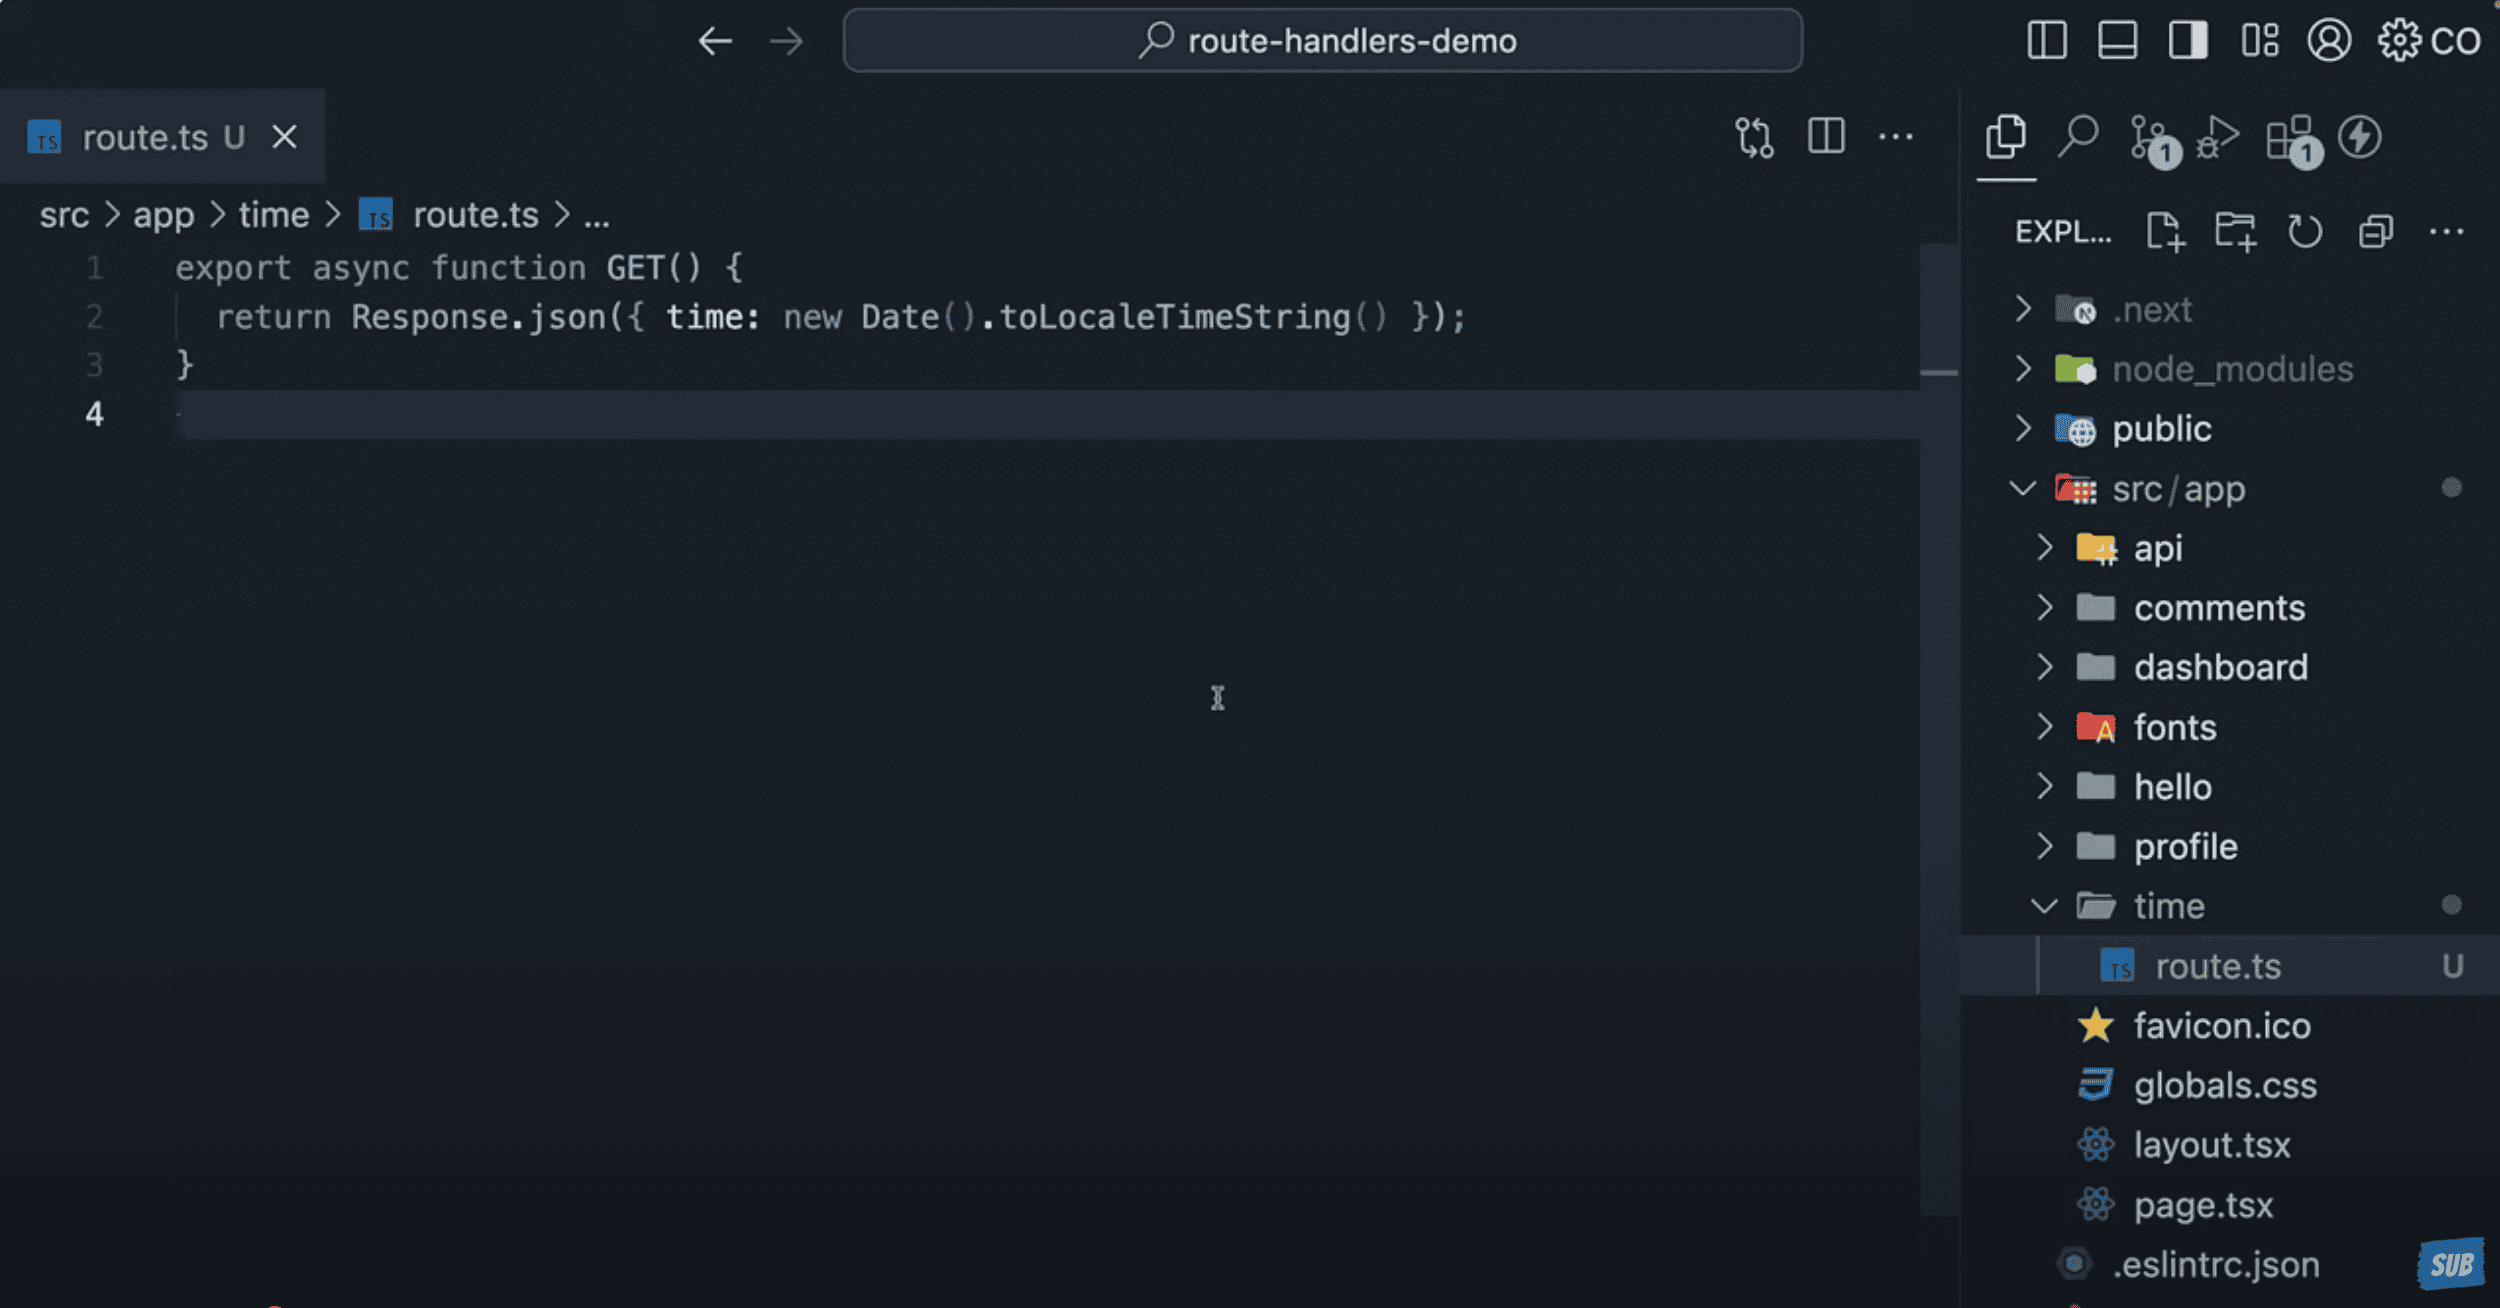 route-handlers-demo
CO
TS route.ts U
1
1
src > app > time > TS route.ts > ...
EXPL...
1 export async function GET() {
2 return Response.json({ time: new Date().toLocaleTimeString() });
3 }
4
.next
node_modules
public
src/app
api
comments
dashboard
fonts
hello
profile
time
TS route.ts U
favicon.ico
globals.css
layout.tsx
page.tsx
.eslintrc.json
SUB